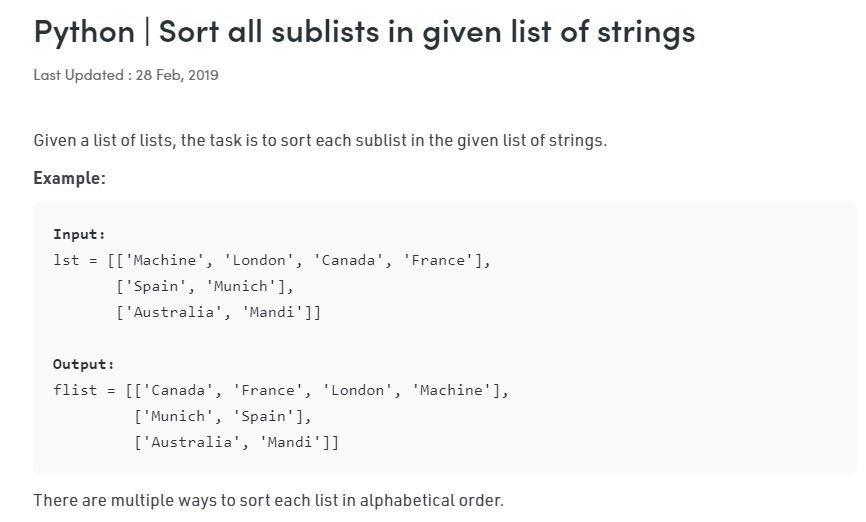 Python | Sort all sublists in given list of strings
Last Updated : 28 Feb, 2019
Given a list of lists, the task is to sort each sublist in the given list of strings.
Example:
Input:
lst = [['Machine', 'London', 'Canada', 'France'],
       ['Spain', 'Munich'],
       ['Australia', 'Mandi']]
Output:
flist = [['Canada', 'France', 'London', 'Machine'],
         ['Munich', 'Spain'],
         ['Australia', 'Mandi']]
There are multiple ways to sort each list in alphabetical order.